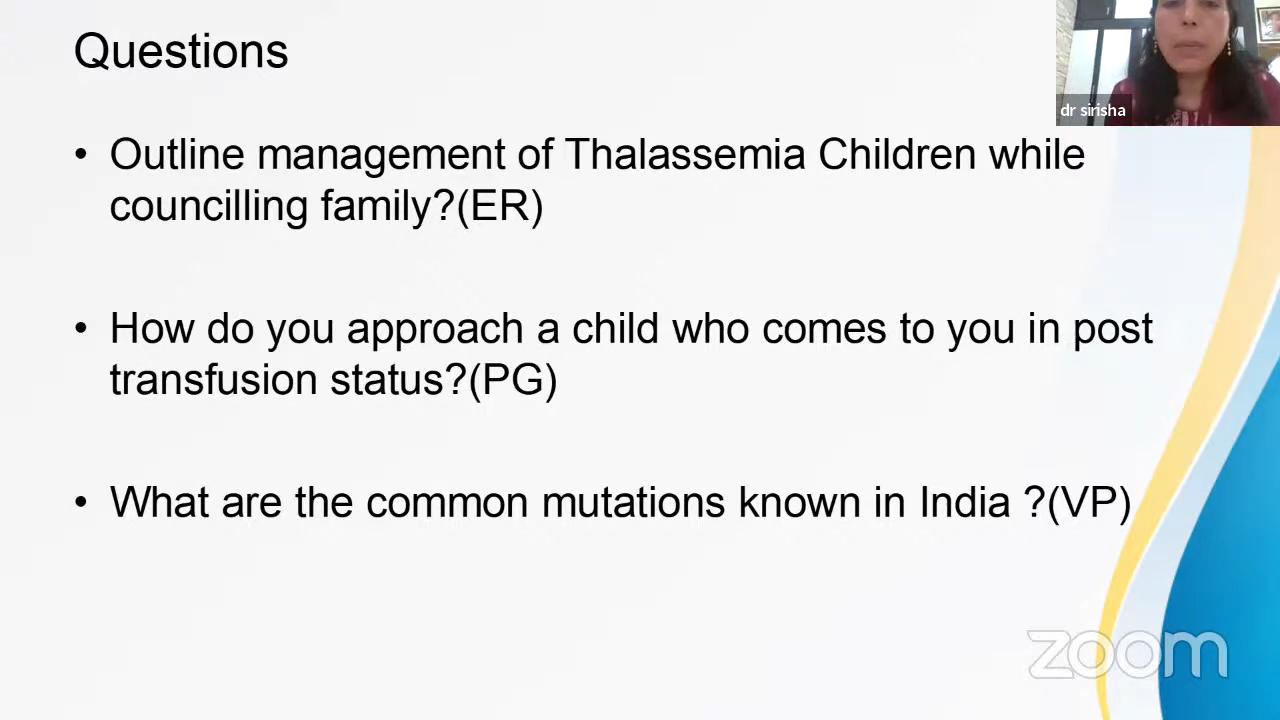 Questions
dr sirisha
• Outline management of Thalassemia Children while
councilling family?(ER)
• How do you approach a child who comes to you in post
transfusion status?(PG)
• What are the common mutations known in India ?(VP)
zoom